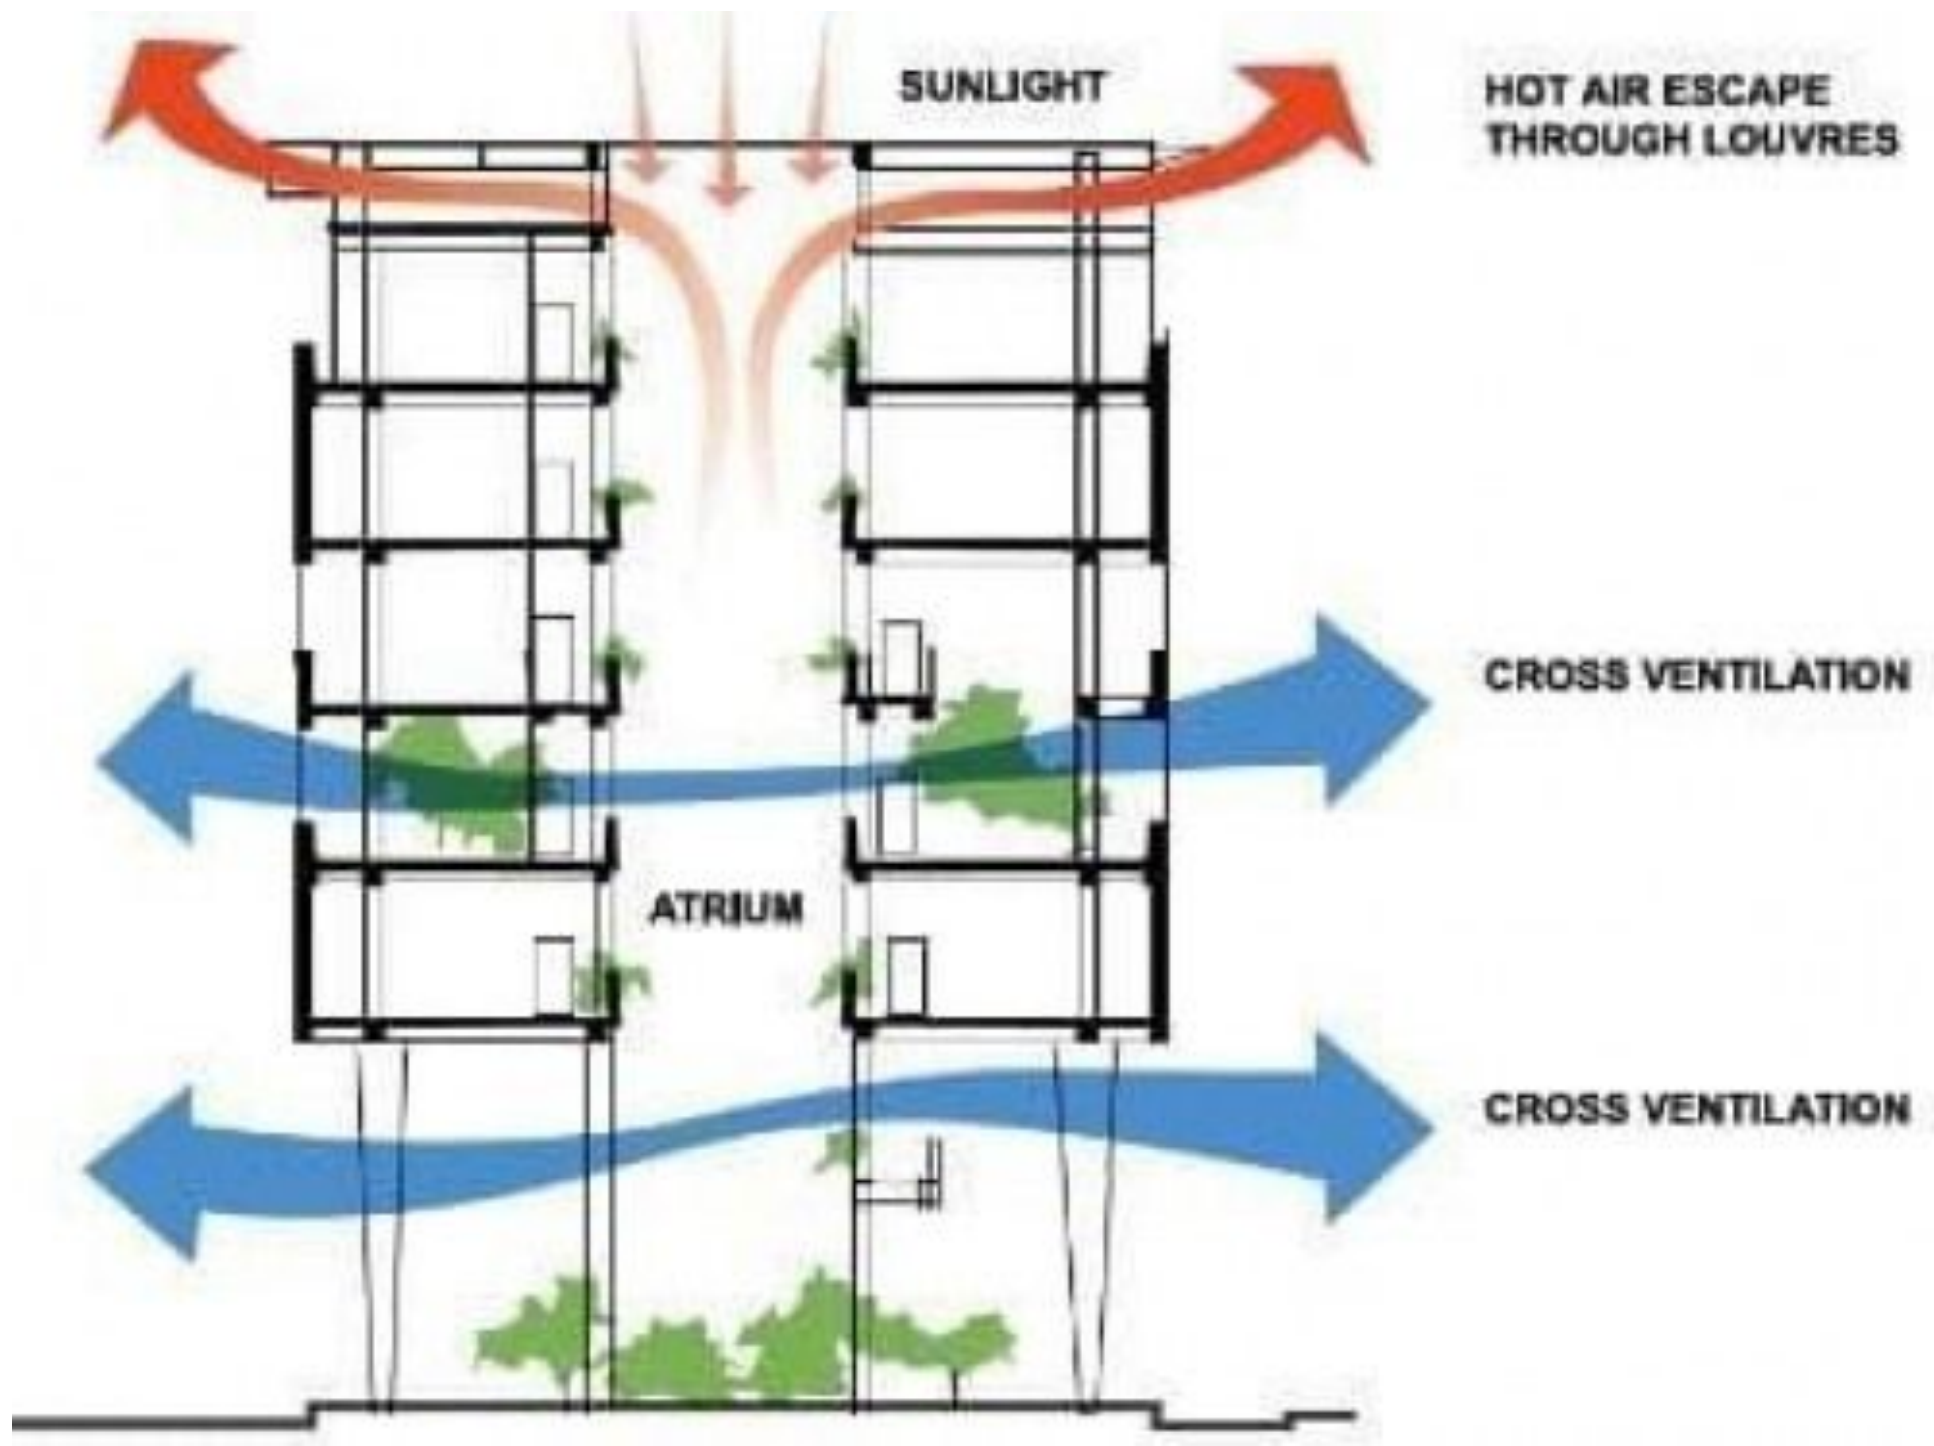 SUNLIGHT
HOT AIR ESCAPE
THROUGH LOUVRES
CROSS VENTILATION
ATRIUM
CROSS VENTILATION